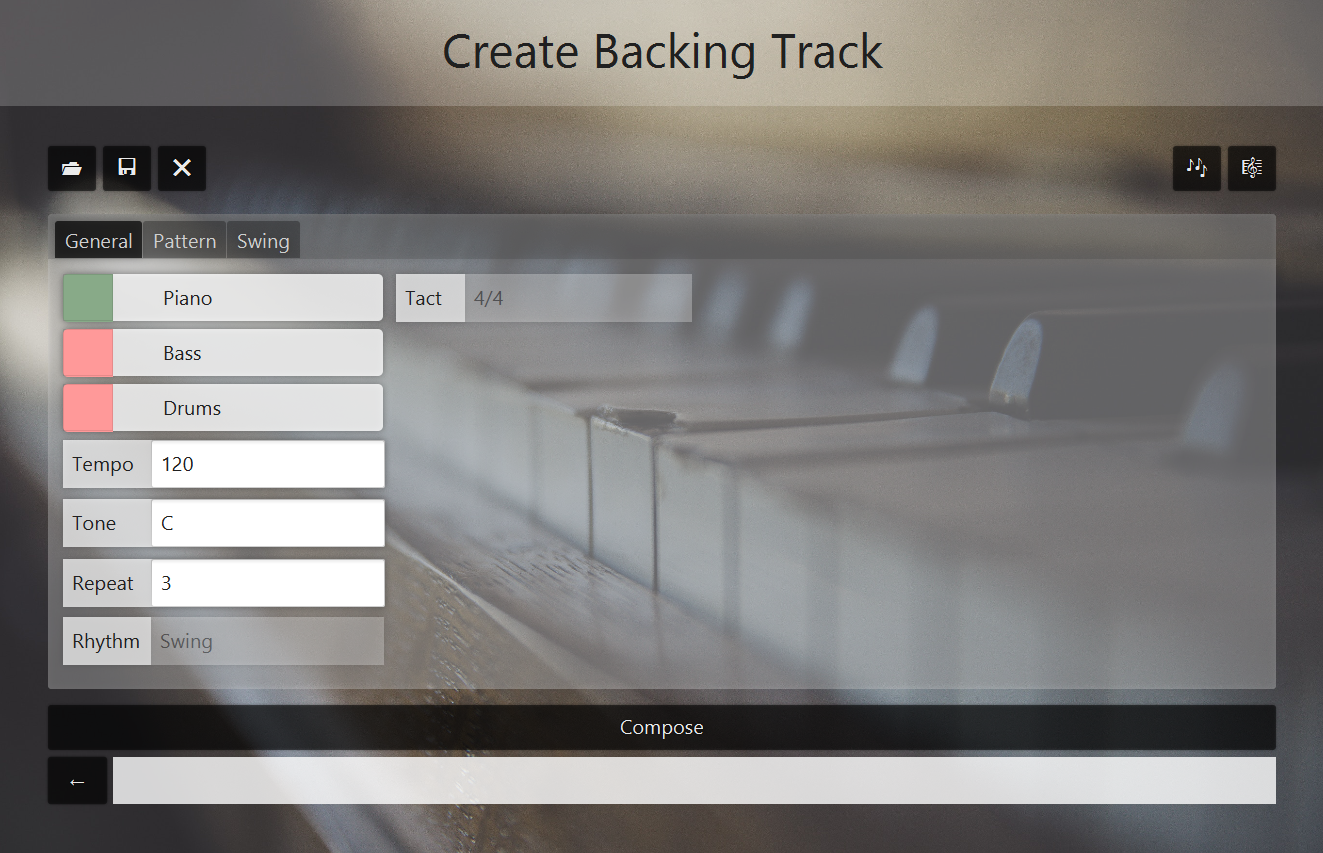 Create Backing Track
General Pattern Swing
Piano
Tact 4/4
Bass
Drums
Tempo 120
Tone C
Repeat 3
Rhythm Swing
Compose
←